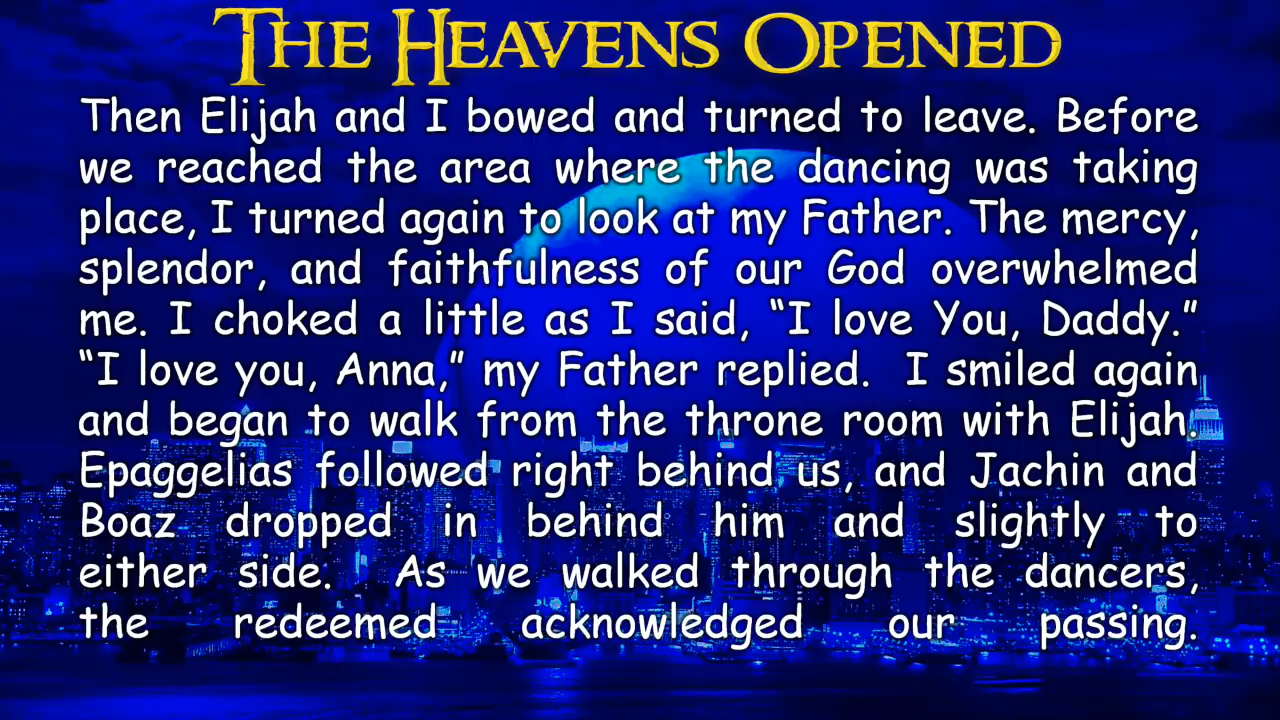 THE HEAVENS OPENED
Then Elijah and I bowed and turned to leave. Before
we reached the area where the dancing was taking
place, I turned again to look at my Father. The mercy,
splendor, and faithfulness of our God overwhelmed
me. I choked a little as I said, “I love You, Daddy.”
“I love you, Anna,” my Father replied.  I smiled again
and began to walk from the throne room with Elijah.
Epaggelias followed right behind us, and Jachin and
Boaz dropped in behind him and slightly to
either side.  As we walked through the dancers,
the redeemed acknowledged our passing.